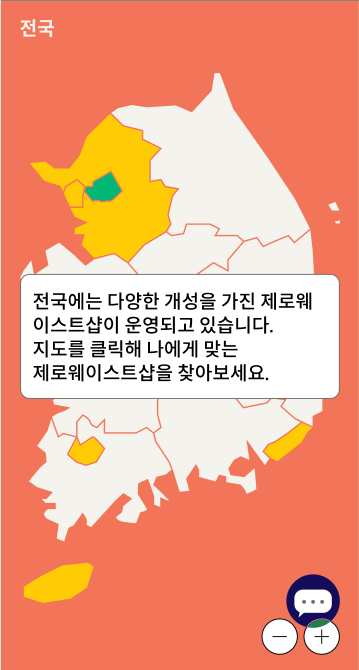 전국
전국에는 다양한 개성을 가진 제로웨
이스트샵이 운영되고 있습니다.
지도를 클릭해 나에게 맞는
제로웨이스트샵을 찾아보세요.